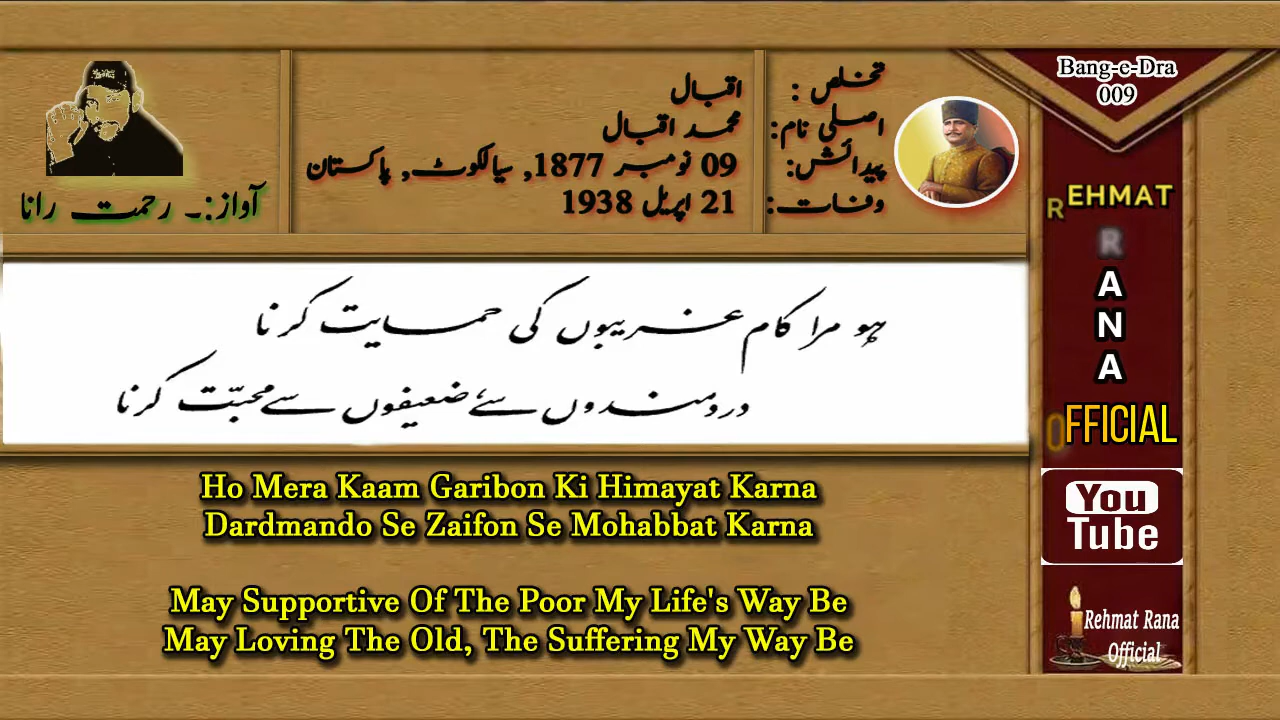 Bang-e-Dra
009
تخلص : اقبال
اصلی نام: محمد اقبال
پیدائش: 09 نومبر 1877, سیالکوٹ, پاکستان
وفات: 21 اپریل 1938
آواز:۔ رحمت رانا
REHMAT
R
A
N
A
OFFICIAL
You
Tube
Rehmat Rana
Official
ہو مرا کام غریبوں کی حمایت کرنا
دردمندوں سے ضعیفوں سے محبّت کرنا
Ho Mera Kaam Garibon Ki Himayat Karna
Dardmando Se Zaifon Se Mohabbat Karna
May Supportive Of The Poor My Life's Way Be
May Loving The Old, The Suffering My Way Be